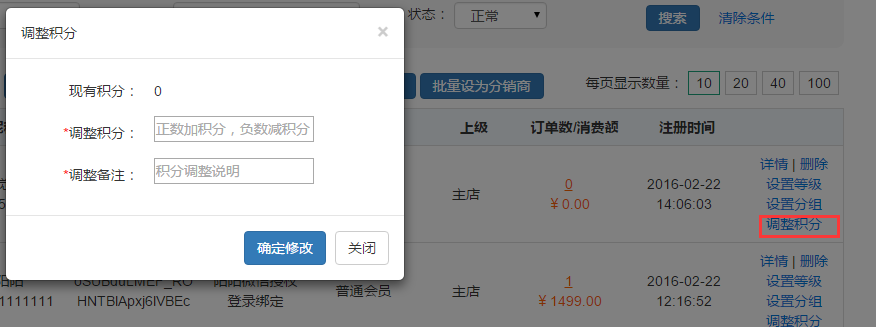 调整积分
×
状态： 正常
搜索 清除条件
现有积分： 0
批量设为分销商 每页显示数量： 10 20 40 100
*调整积分： 正数加积分，负数减积分
上级 订单数/消费额 注册时间
*调整备注： 积分调整说明
主店
0
¥ 0.00
2016-02-22
14:06:03
详情 | 删除
设置等级
设置分组
调整积分
确定修改 关闭
1111111
HNTBIApxj6IVBEc
登录绑定
普通会员
主店
1
¥ 1499.00
2016-02-22
12:16:52
详情 | 删除
设置等级
设置分组
调整积分